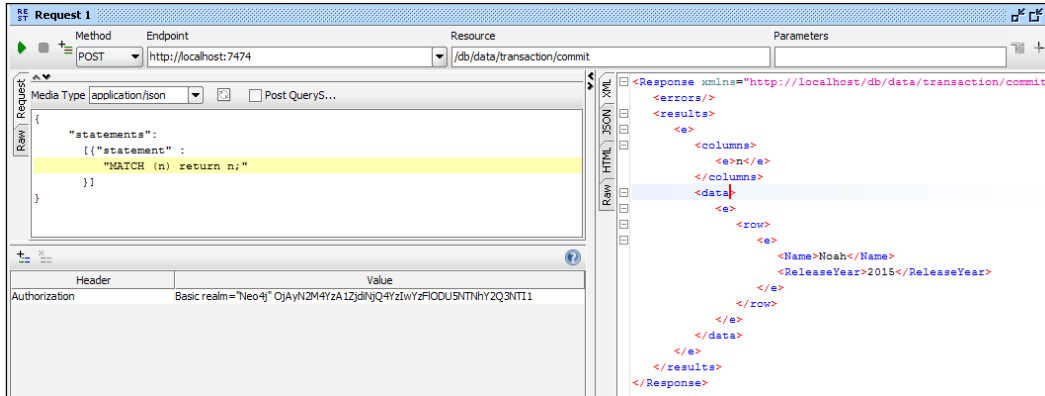 RE ST Request 1
Method Endpoint Resource Parameters
POST http://localhost:7474 /db/data/transaction/commit
Request
Raw
Media Type application/json Post QueryS...
{
"statements":
[{"statement" :
"MATCH (n) return n;"
}]
}
Header Value
Authorization Basic realm="Neo4j" OjAyN2M4YzA1ZjdiNjQ4YzIwYzFlODU5NTNhY2Q3NTI1
XML
JSON
HTML
Raw
<Response xmlns="http://localhost/db/data/transaction/commit
<errors/>
<results>
<e>
<columns>
<e>n</e>
</columns>
<data>
<e>
<row>
<e>
<Name>Noah</Name>
<ReleaseYear>2015</ReleaseYear>
</e>
</row>
</e>
</data>
</e>
</results>
</Response>